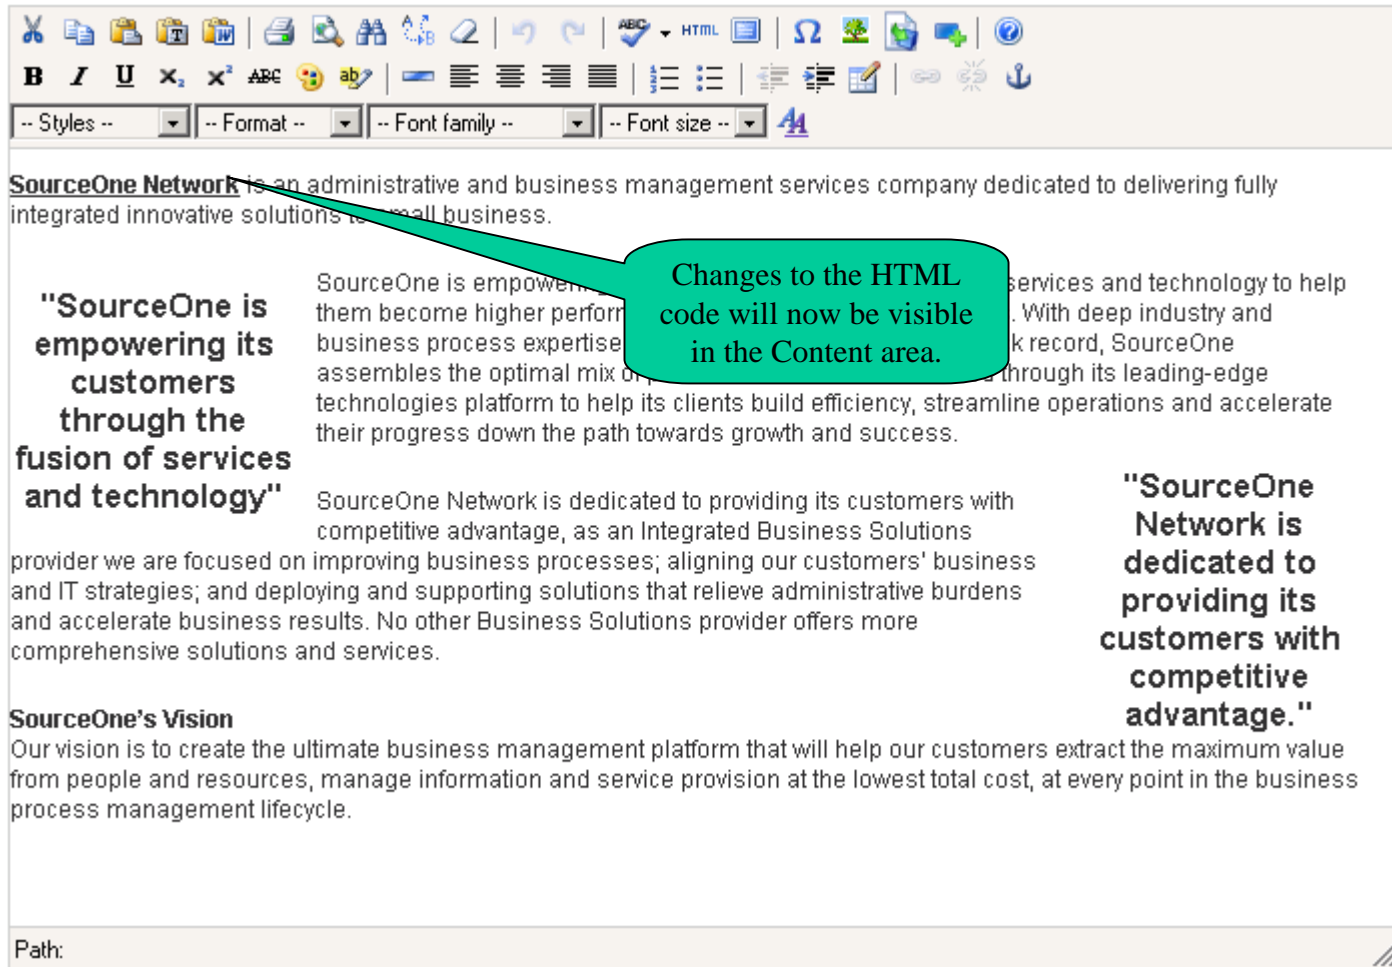 HTML
B I U x₂ x² ABC
-- Styles -- -- Format -- -- Font family -- -- Font size --
SourceOne Network is an administrative and business management services company dedicated to delivering fully
integrated innovative solutions to small business.
Changes to the HTML
code will now be visible
in the Content area.
"SourceOne is
empowering its
customers
through the
fusion of services
and technology"
SourceOne is empowering services and technology to help
them become higher . With deep industry and
business process expertise record, SourceOne
assembles the optimal mix through its leading-edge
technologies platform to help its clients build efficiency, streamline operations and accelerate
their progress down the path towards growth and success.
SourceOne Network is dedicated to providing its customers with
competitive advantage, as an Integrated Business Solutions
provider we are focused on improving business processes; aligning our customers' business
and IT strategies; and deploying and supporting solutions that relieve administrative burdens
and accelerate business results. No other Business Solutions provider offers more
comprehensive solutions and services.
"SourceOne
Network is
dedicated to
providing its
customers with
competitive
advantage."
SourceOne's Vision
Our vision is to create the ultimate business management platform that will help our customers extract the maximum value
from people and resources, manage information and service provision at the lowest total cost, at every point in the business
process management lifecycle.
Path: